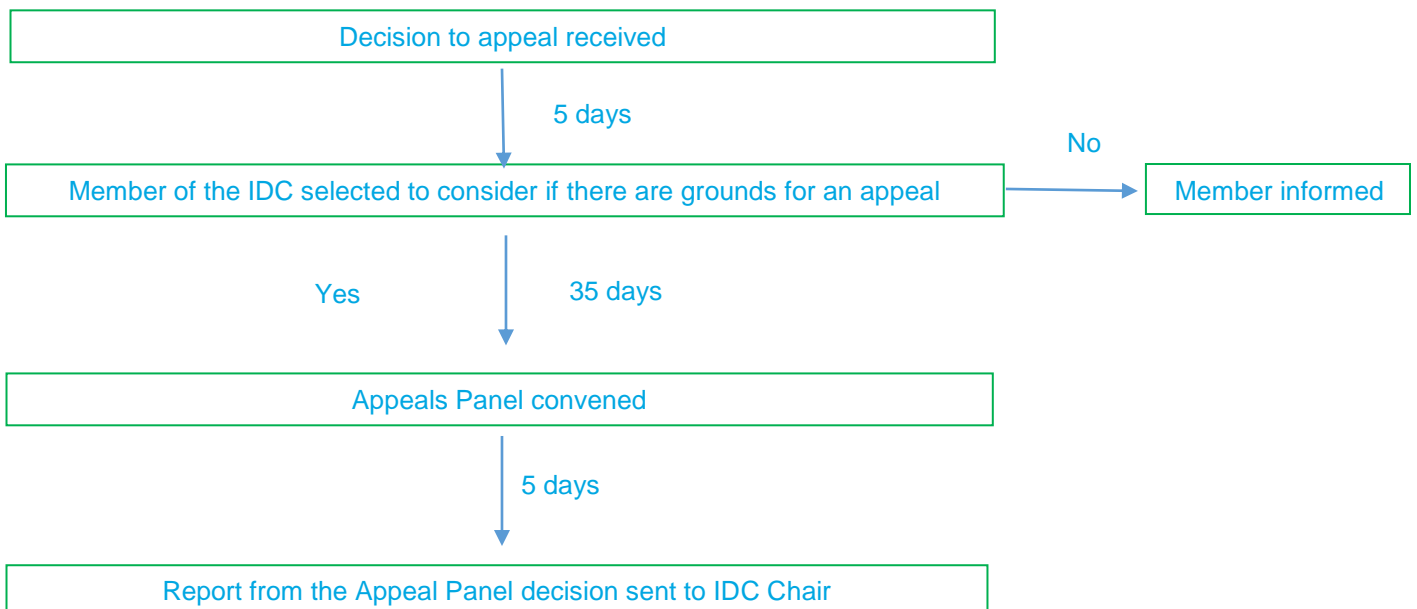 Decision to appeal received
5 days
No
Member of the IDC selected to consider if there are grounds for an appeal
Member informed
Yes
35 days
Appeals Panel convened
5 days
Report from the Appeal Panel decision sent to IDC Chair